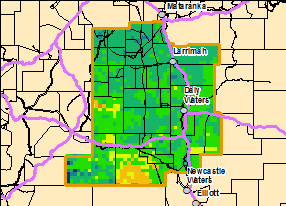 Mataranka
Larrimah
Daly
Waters
Newcastle
Waters
Elliott